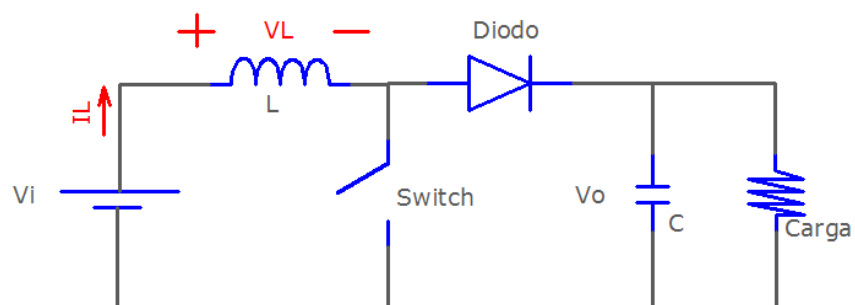 + VL −
Diodo
L
IL
Vi
Switch
Vo
C
Carga